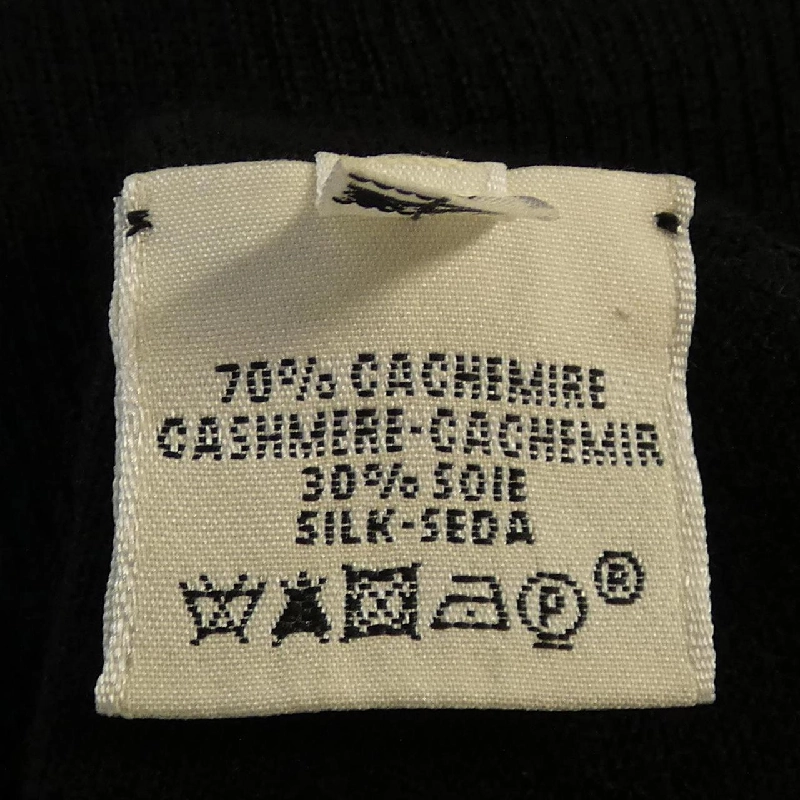 70% CACHEMIRE
CASHMERE-CACHEMIR
30% SOIE
SILK-SEDA
P ®